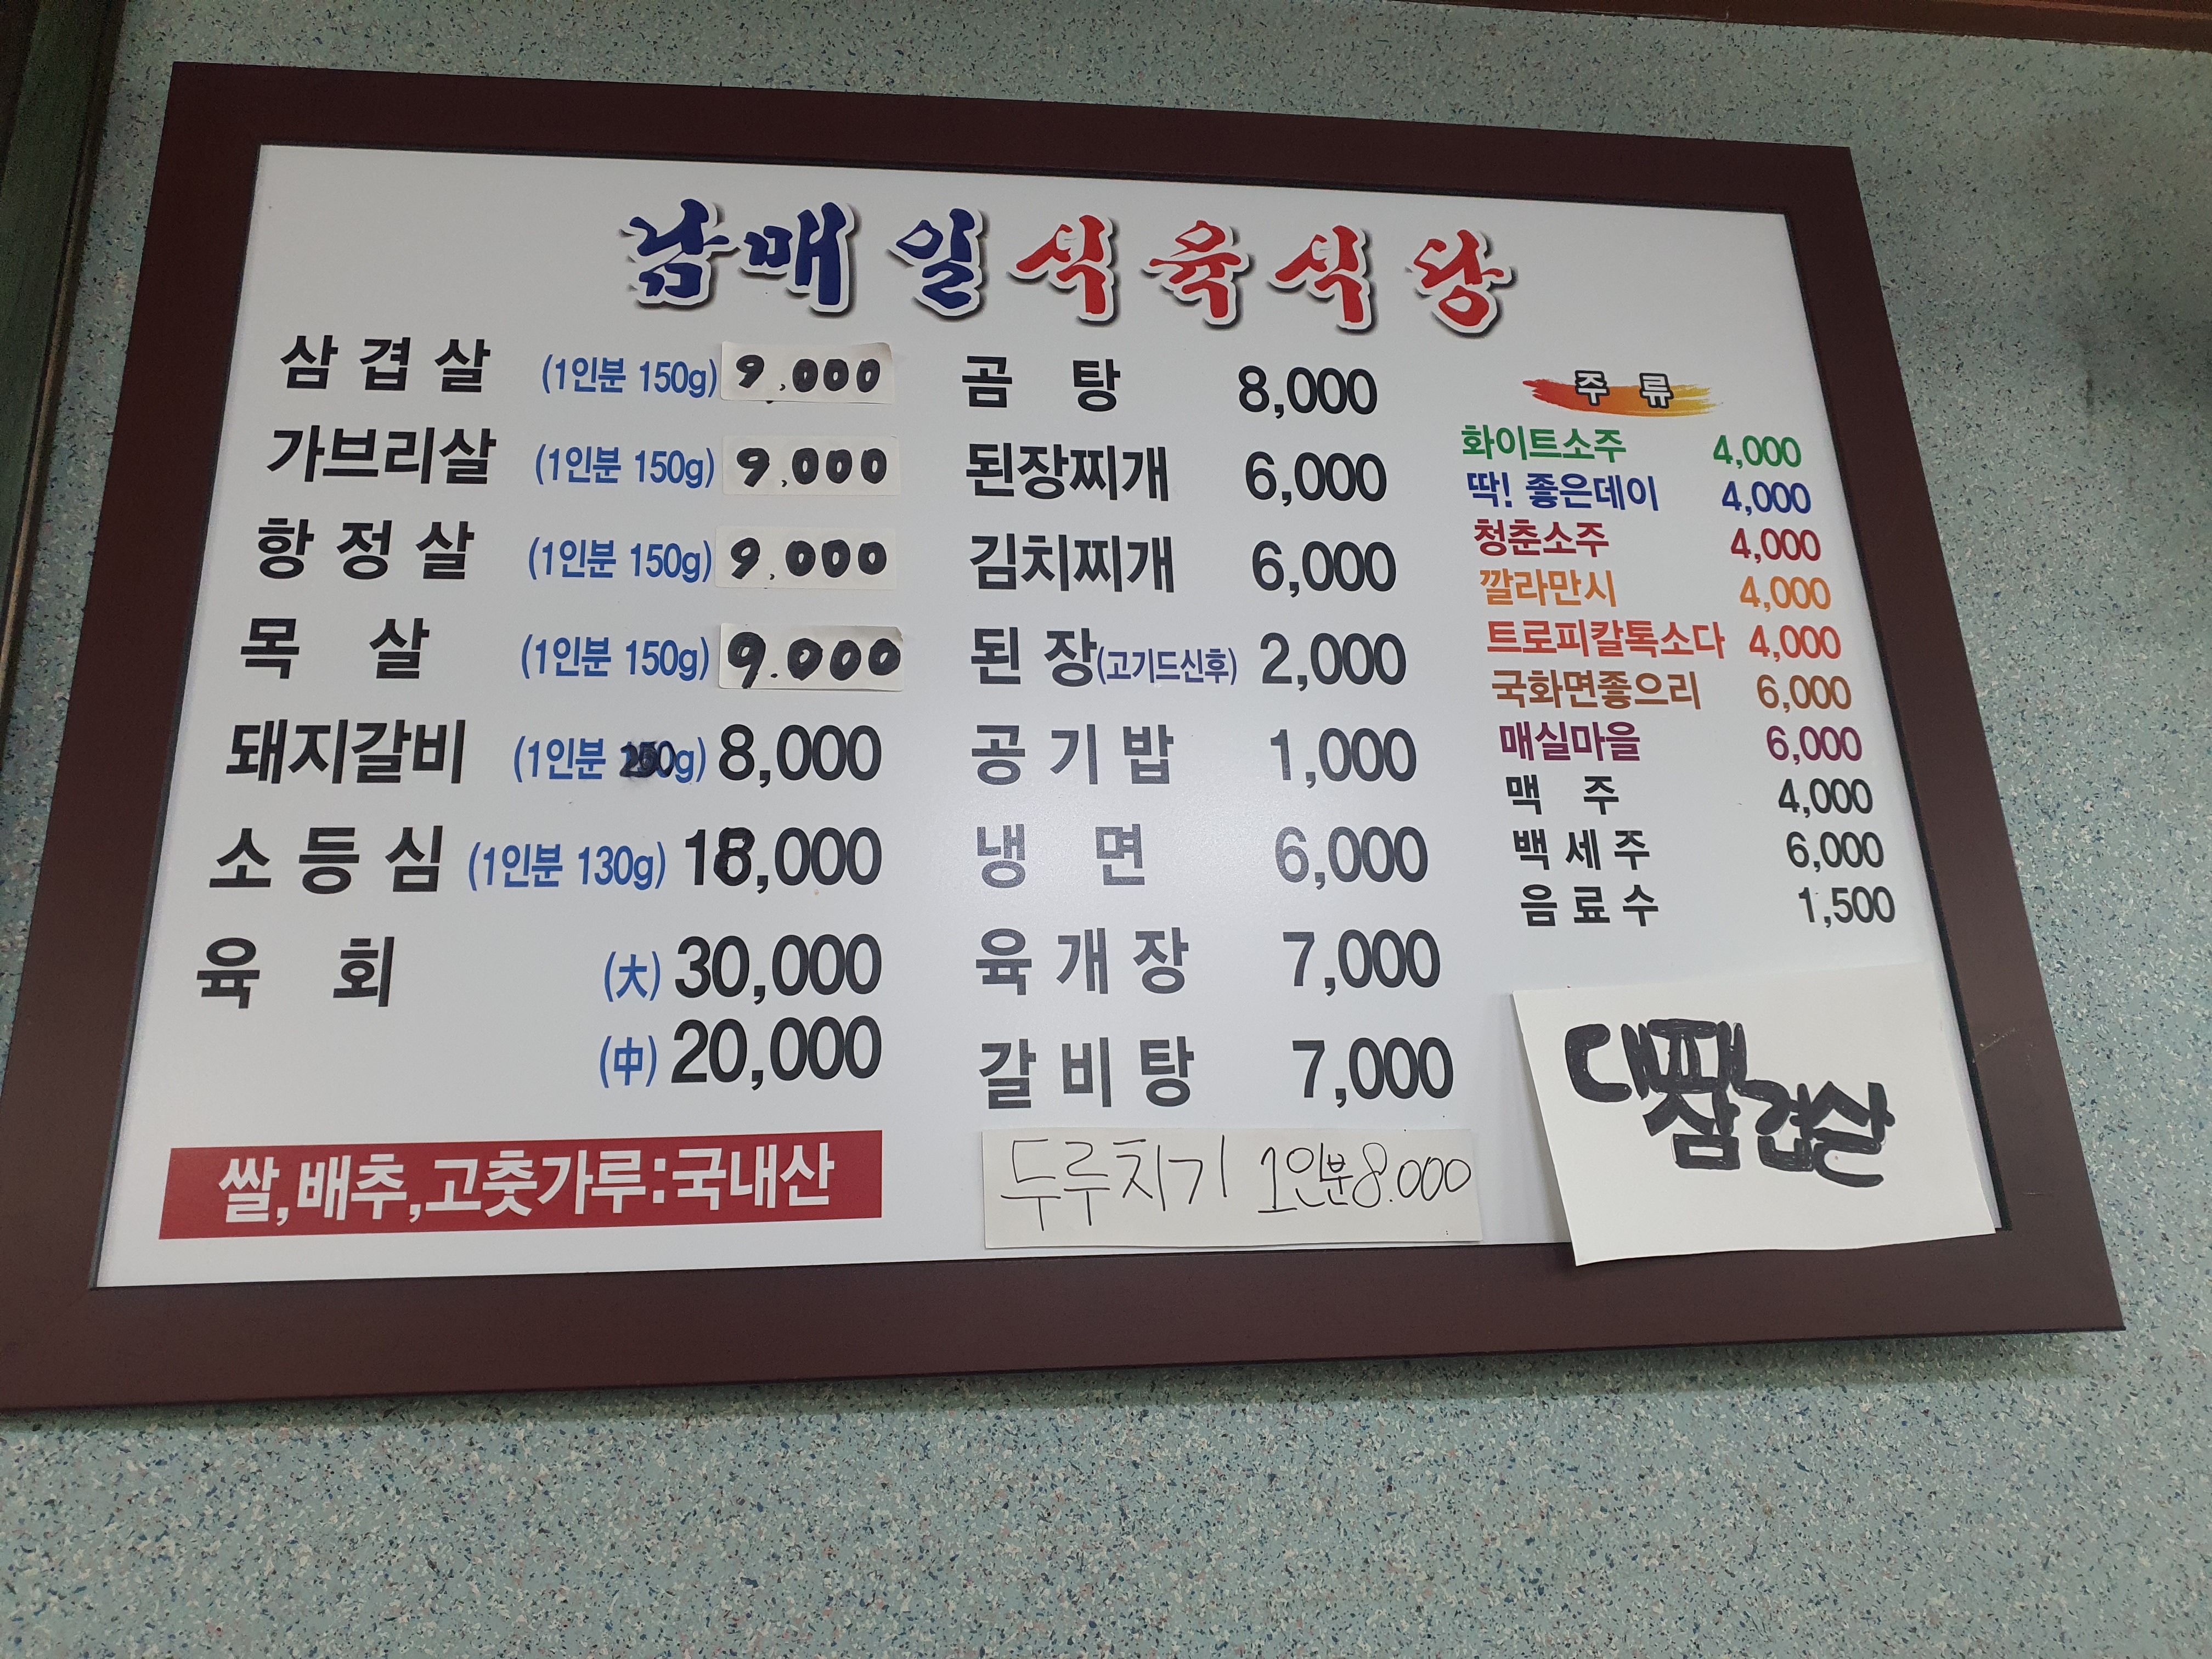 남매일식육식당
삼겹살 (1인분 150g) 9,000
가브리살 (1인분 150g) 9,000
항정살 (1인분 150g) 9,000
목살 (1인분 150g) 9.000
돼지갈비 (1인분 g) 8,000
소등심 (1인분 130g) 18,000
육회 (大) 30,000
(中) 20,000
쌀,배추,고춧가루:국내산
곰탕 8,000
된장찌개 6,000
김치찌개 6,000
된장(고기드신후) 2,000
공기밥 1,000
냉면 6,000
육개장 7,000
갈비탕 7,000
두루치기 1인분 8.000
주류
화이트소주 4,000
딱! 좋은데이 4,000
청춘소주 4,000
깔라만시 4,000
트로피칼톡소다 4,000
국화면좋으리 6,000
매실마을 6,000
맥주 4,000
백세주 6,000
음료수 1,500
대패
삼겹살